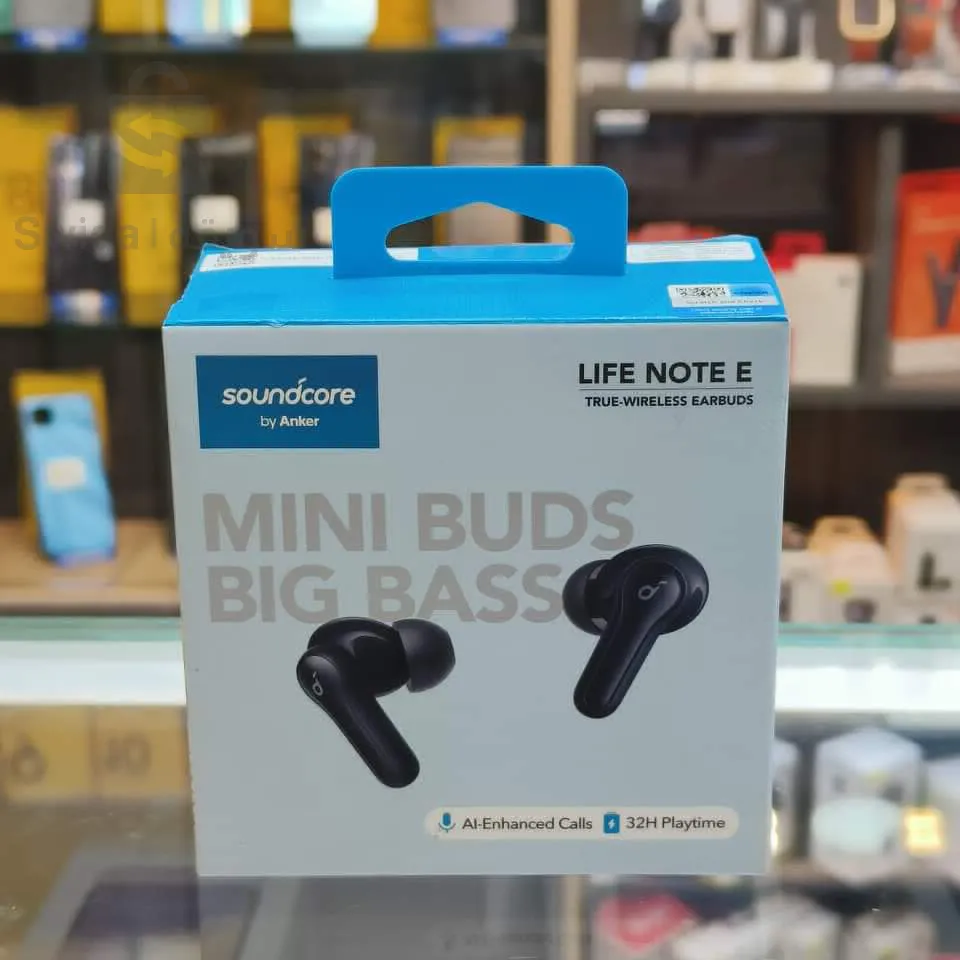 soundcore
by Anker
LIFE NOTE E
TRUE-WIRELESS EARBUDS
MINI BUDS
BIG BASS
AI-Enhanced Calls
32H Playtime